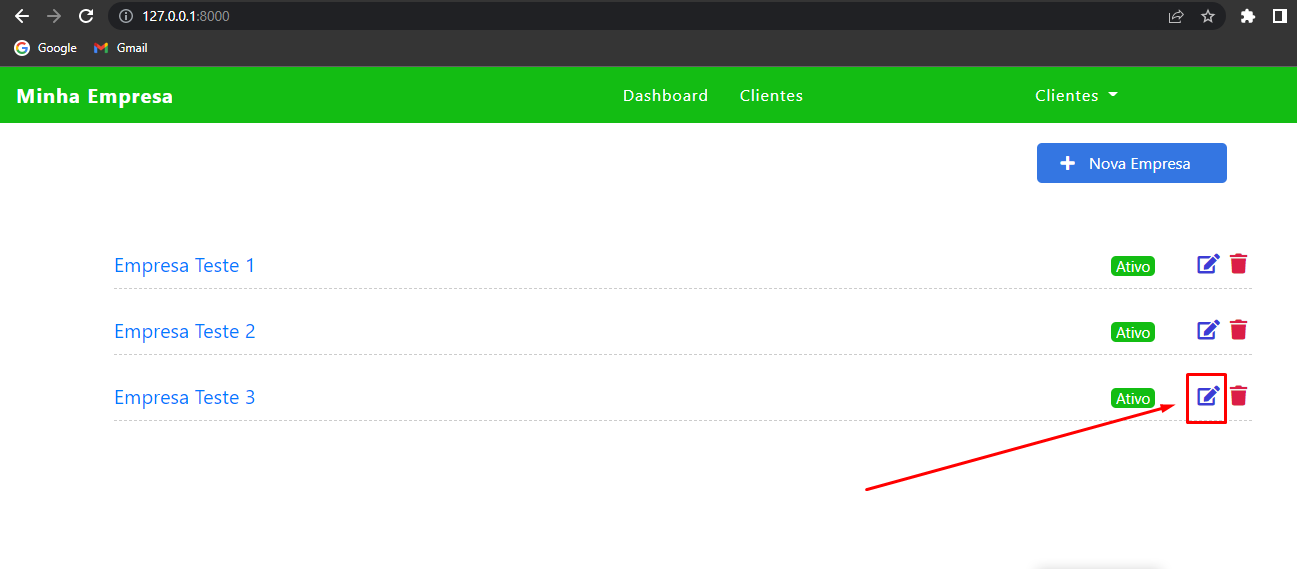 127.0.0.1:8000
Google Gmail
Minha Empresa Dashboard Clientes Clientes
Nova Empresa
Empresa Teste 1 Ativo
Empresa Teste 2 Ativo
Empresa Teste 3 Ativo